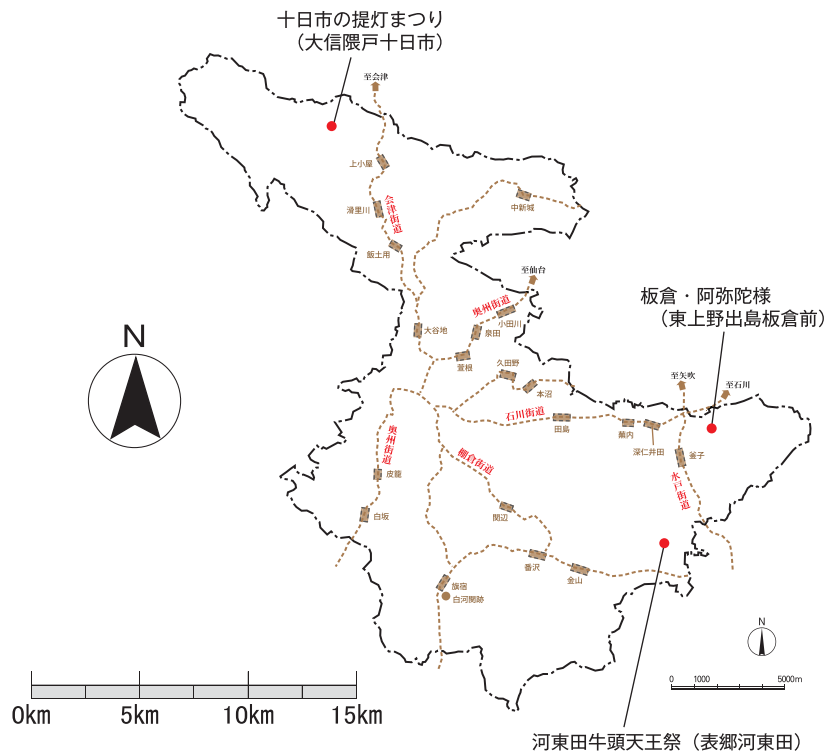 十日市の提灯まつり
（大信隈戸十日市）
至会津
上小屋
滑里川
会津街道
中新城
飯土用
至仙台
板倉・阿弥陀様
（東上野出島板倉前）
奥州街道
小田川
大谷地
泉田
N
萱根
久田野
本沼
至矢吹
至石川
石川街道
田島
蕪内
深仁井田
釜子
奥州街道
棚倉街道
皮籠
水戸街道
白坂
関辺
番沢
金山
旗宿
白河関跡
N
0 1000 5000m
0km 5km 10km 15km
河東田牛頭天王祭（表郷河東田）